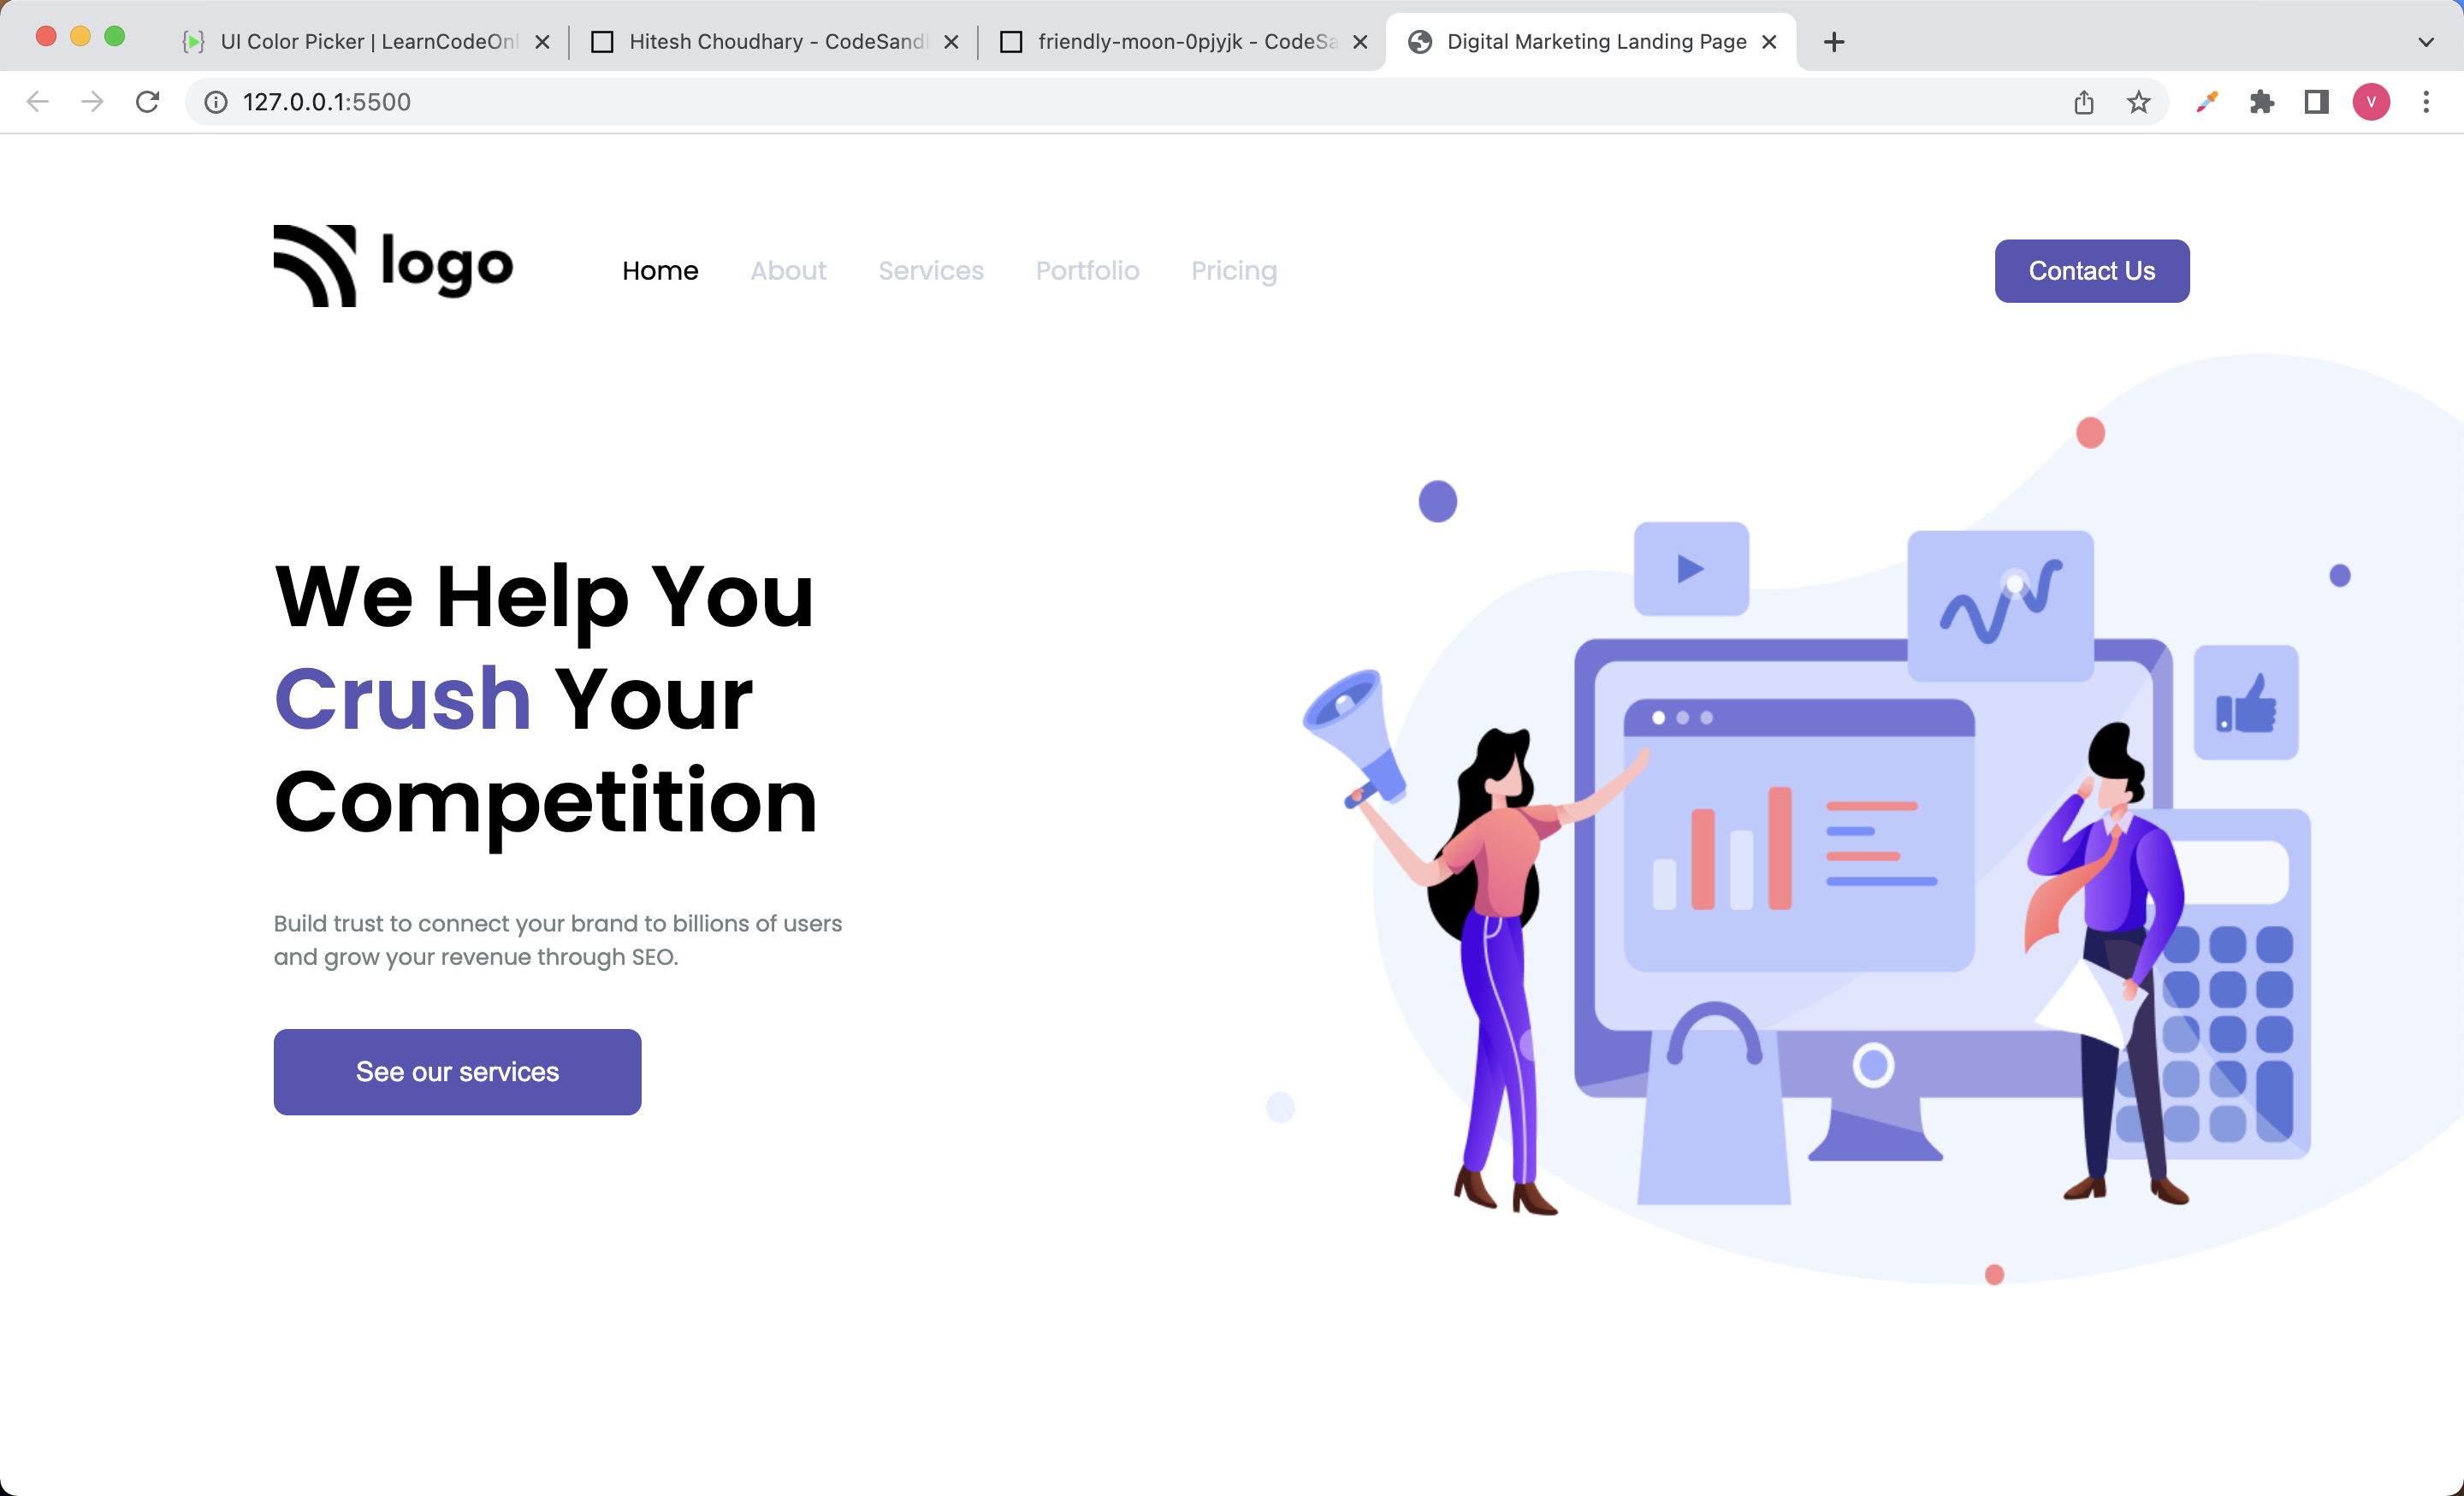 UI Color Picker | LearnCodeOnl
Hitesh Choudhary - CodeSand
friendly-moon-0pjyjk - CodeSa
Digital Marketing Landing Page
127.0.0.1:5500
V
logo
Home About Services Portfolio Pricing
Contact Us
We Help You
Crush Your
Competition
Build trust to connect your brand to billions of users
and grow your revenue through SEO.
See our services